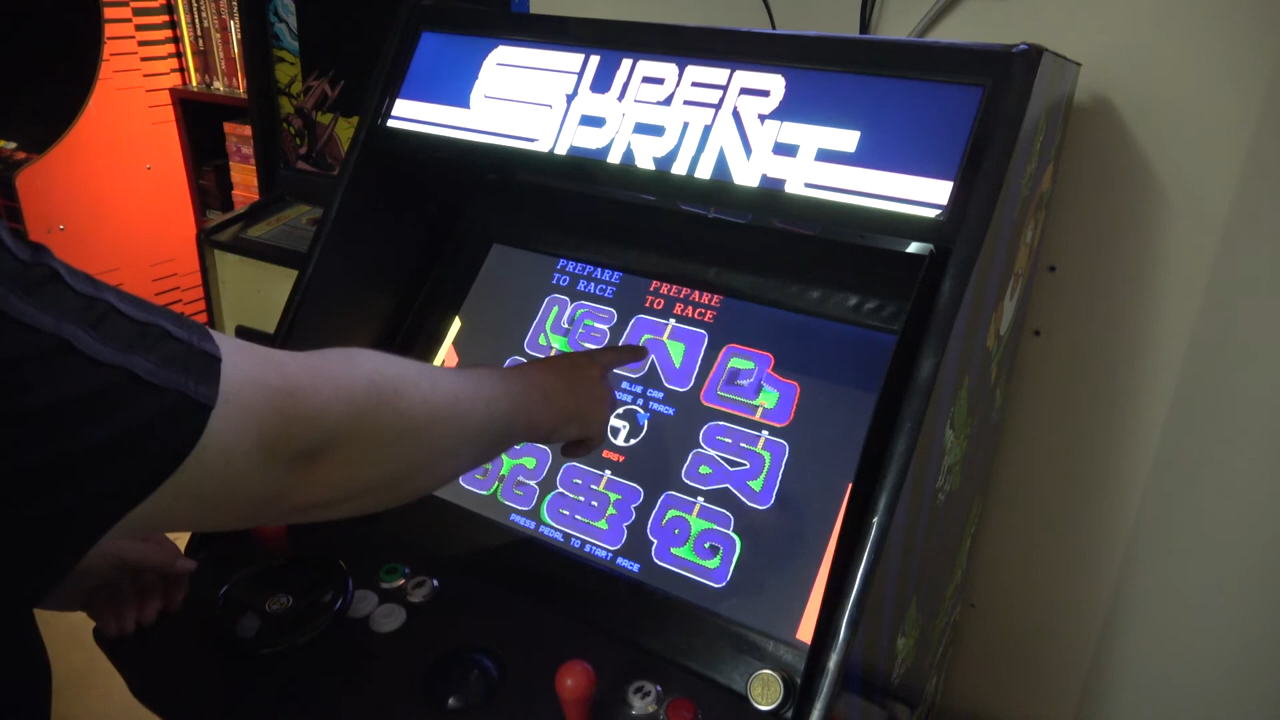 SUPER
SPRINT
PREPARE
TO RACE
PREPARE
TO RACE
BLUE CAR
A TRACK
EASY
PRESS PEDAL TO START RACE